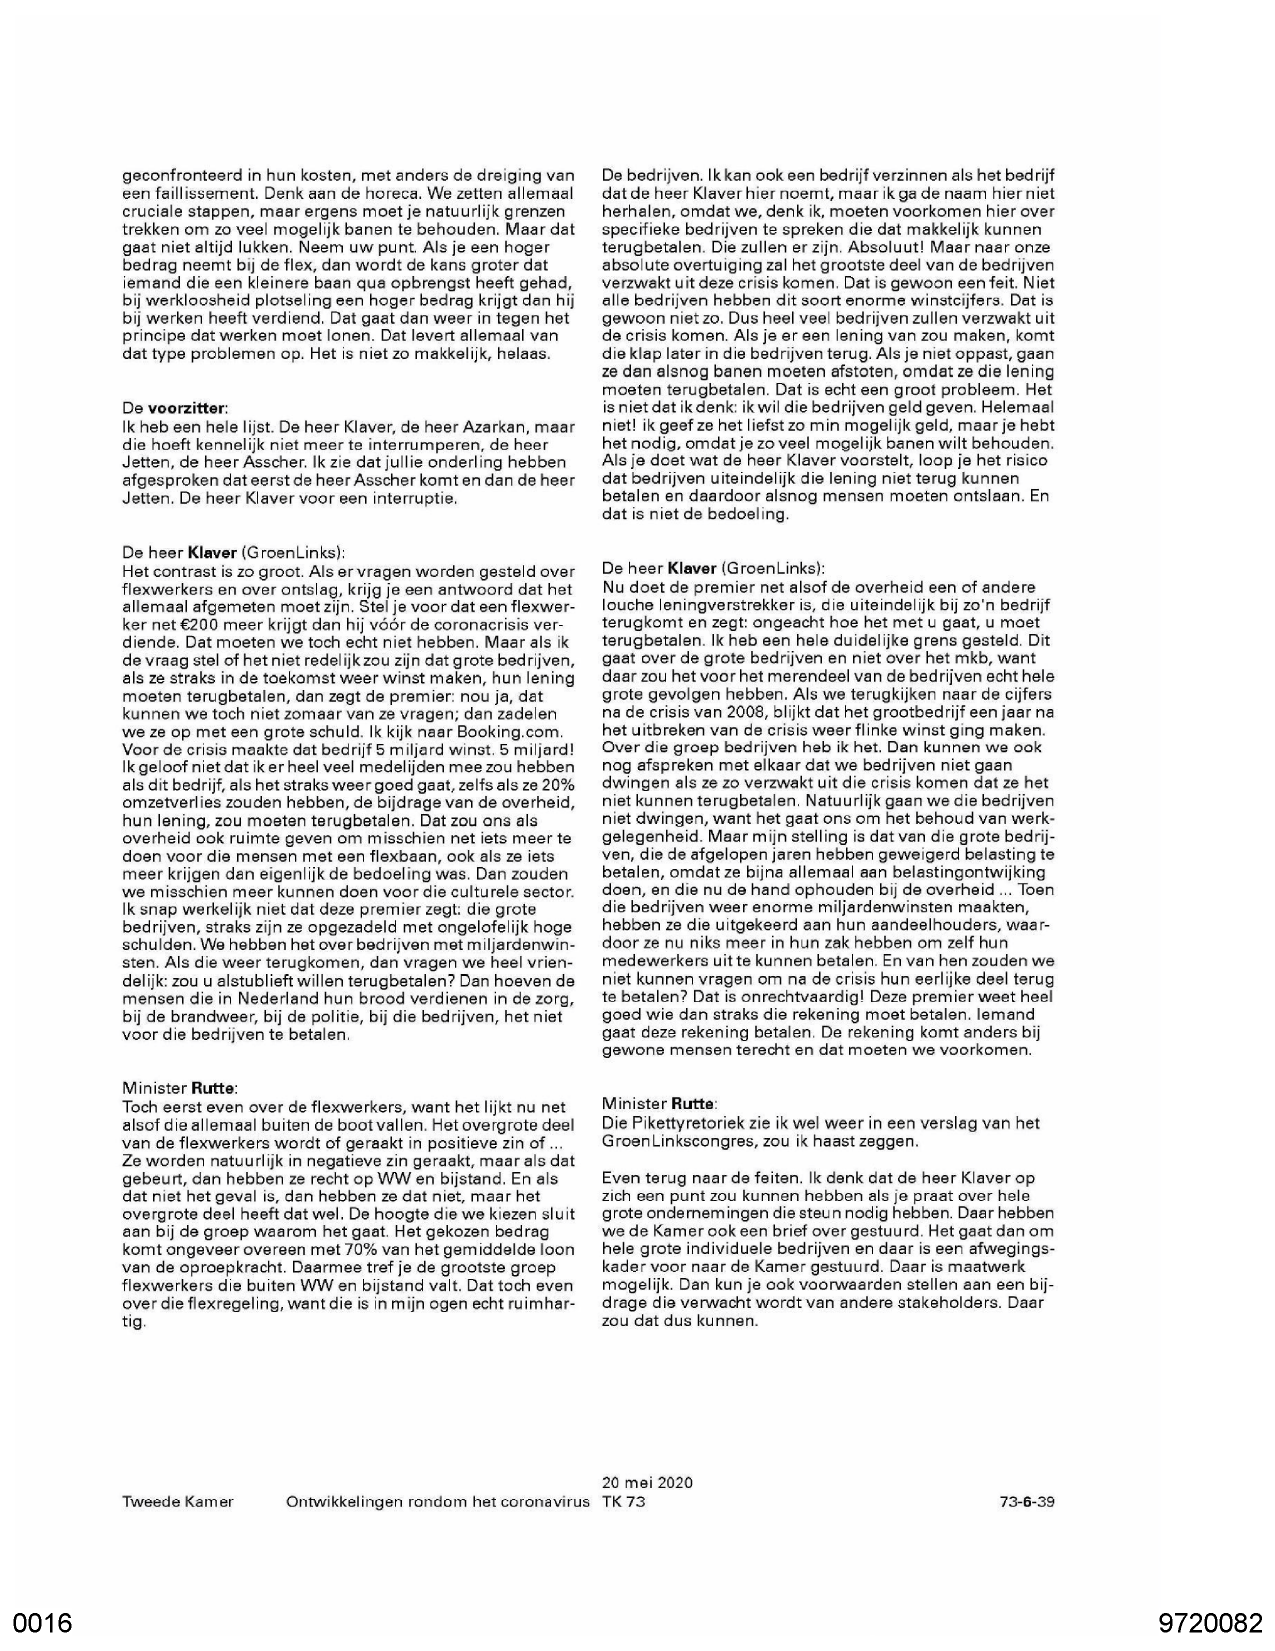 geconfronteerd in hun kosten, met anders de dreiging van
een faillissement. Denk aan de horeca. We zetten allemaal
cruciale stappen, maar ergens moet je natuurlijk grenzen
trekken om zo veel mogelijk banen te behouden. Maar dat
gaat niet altijd lukken. Neem uw punt. Als je een hoger
bedrag neemt bij de flex, dan wordt de kans groter dat
iemand die een kleinere baan qua opbrengst heeft gehad,
bij werkloosheid plotseling een hoger bedrag krijgt dan hij
bij werken heeft verdiend. Dat gaat dan weer in tegen het
principe dat werken moet lonen. Dat levert allemaal van
dat type problemen op. Het is niet zo makkelijk, helaas.
De voorzitter:
Ik heb een hele lijst. De heer Klaver, de heer Azarkan, maar
die hoeft kennelijk niet meer te interrumperen, de heer
Jetten, de heer Asscher. Ik zie dat jullie onderling hebben
afgesproken dat eerst de heer Asscher komt en dan de heer
Jetten. De heer Klaver voor een interruptie.
De heer Klaver (GroenLinks):
Het contrast is zo groot. Als er vragen worden gesteld over
flexwerkers en over ontslag, krijg je een antwoord dat het
allemaal afgemeten moet zijn. Stel je voor dat een flexwer-
ker net €200 meer krijgt dan hij vóór de coronacrisis ver-
diende. Dat moeten we toch echt niet hebben. Maar als ik
de vraag stel of het niet redelijk zou zijn dat grote bedrijven,
als ze straks in de toekomst weer winst maken, hun lening
moeten terugbetalen, dan zegt de premier: nou ja, dat
kunnen we toch niet zomaar van ze vragen; dan zadelen
we ze op met een grote schuld. Ik kijk naar Booking.com.
Voor de crisis maakte dat bedrijf 5 miljard winst. 5 miljard!
Ik geloof niet dat ik er heel veel medelijden mee zou hebben
als dit bedrijf, als het straks weer goed gaat, zelfs als ze 20%
omzetverlies zouden hebben, de bijdrage van de overheid,
hun lening, zou moeten terugbetalen. Dat zou ons als
overheid ook ruimte geven om misschien net iets meer te
doen voor die mensen met een flexbaan, ook als ze iets
meer krijgen dan eigenlijk de bedoeling was. Dan zouden
we misschien meer kunnen doen voor die culturele sector.
Ik snap werkelijk niet dat deze premier zegt: die grote
bedrijven, straks zijn ze opgezadeld met ongelofelijk hoge
schulden. We hebben het over bedrijven met miljardenwin-
sten. Als die weer terugkomen, dan vragen we heel vrien-
delijk: zou u alstublieft willen terugbetalen? Dan hoeven de
mensen die in Nederland hun brood verdienen in de zorg,
bij de brandweer, bij de politie, bij die bedrijven, het niet
voor die bedrijven te betalen.
Minister Rutte:
Toch eerst even over de flexwerkers, want het lijkt nu net
alsof die allemaal buiten de boot vallen. Het overgrote deel
van de flexwerkers wordt of geraakt in positieve zin of ...
Ze worden natuurlijk in negatieve zin geraakt, maar als dat
gebeurt, dan hebben ze recht op WW en bijstand. En als
dat niet het geval is, dan hebben ze dat niet, maar het
overgrote deel heeft dat wel. De hoogte die we kiezen sluit
aan bij de groep waarom het gaat. Het gekozen bedrag
komt ongeveer overeen met 70% van het gemiddelde loon
van de oproepkracht. Daarmee tref je de grootste groep
flexwerkers die buiten WW en bijstand valt. Dat toch even
over die flexregeling, want die is in mijn ogen echt ruimhar-
tig.
De bedrijven. Ik kan ook een bedrijf verzinnen als het bedrijf
dat de heer Klaver hier noemt, maar ik ga de naam hier niet
herhalen, omdat we, denk ik, moeten voorkomen hier over
specifieke bedrijven te spreken die dat makkelijk kunnen
terugbetalen. Die zullen er zijn. Absoluut! Maar naar onze
absolute overtuiging zal het grootste deel van de bedrijven
verzwakt uit deze crisis komen. Dat is gewoon een feit. Niet
alle bedrijven hebben dit soort enorme winstcijfers. Dat is
gewoon niet zo. Dus heel veel bedrijven zullen verzwakt uit
de crisis komen. Als je er een lening van zou maken, komt
die klap later in die bedrijven terug. Als je niet oppast, gaan
ze dan alsnog banen moeten afstoten, omdat ze die lening
moeten terugbetalen. Dat is echt een groot probleem. Het
is niet dat ik denk: ik wil die bedrijven geld geven. Helemaal
niet! ik geef ze het liefst zo min mogelijk geld, maar je hebt
het nodig, omdat je zo veel mogelijk banen wilt behouden.
Als je doet wat de heer Klaver voorstelt, loop je het risico
dat bedrijven uiteindelijk die lening niet terug kunnen
betalen en daardoor alsnog mensen moeten ontslaan. En
dat is niet de bedoeling.
De heer Klaver (GroenLinks):
Nu doet de premier net alsof de overheid een of andere
louche leningverstrekker is, die uiteindelijk bij zo'n bedrijf
terugkomt en zegt: ongeacht hoe het met u gaat, u moet
terugbetalen. Ik heb een hele duidelijke grens gesteld. Dit
gaat over de grote bedrijven en niet over het mkb, want
daar zou het voor het merendeel van de bedrijven echt hele
grote gevolgen hebben. Als we terugkijken naar de cijfers
na de crisis van 2008, blijkt dat het grootbedrijf een jaar na
het uitbreken van de crisis weer flinke winst ging maken.
Over die groep bedrijven heb ik het. Dan kunnen we ook
nog afspreken met elkaar dat we bedrijven niet gaan
dwingen als ze zo verzwakt uit die crisis komen dat ze het
niet kunnen terugbetalen. Natuurlijk gaan we die bedrijven
niet dwingen, want het gaat ons om het behoud van werk-
gelegenheid. Maar mijn stelling is dat van die grote bedrij-
ven, die de afgelopen jaren hebben geweigerd belasting te
betalen, omdat ze bijna allemaal aan belastingontwijking
doen, en die nu de hand ophouden bij de overheid ... Toen
die bedrijven weer enorme miljardenwinsten maakten,
hebben ze die uitgekeerd aan hun aandeelhouders, waar-
door ze nu niks meer in hun zak hebben om zelf hun
medewerkers uit te kunnen betalen. En van hen zouden we
niet kunnen vragen om na de crisis hun eerlijke deel terug
te betalen? Dat is onrechtvaardig! Deze premier weet heel
goed wie dan straks die rekening moet betalen. Iemand
gaat deze rekening betalen. De rekening komt anders bij
gewone mensen terecht en dat moeten we voorkomen.
Minister Rutte:
Die Pikettyretoriek zie ik wel weer in een verslag van het
GroenLinkscongres, zou ik haast zeggen.
Even terug naar de feiten. Ik denk dat de heer Klaver op
zich een punt zou kunnen hebben als je praat over hele
grote ondernemingen die steun nodig hebben. Daar hebben
we de Kamer ook een brief over gestuurd. Het gaat dan om
hele grote individuele bedrijven en daar is een afwegings-
kader voor naar de Kamer gestuurd. Daar is maatwerk
mogelijk. Dan kun je ook voorwaarden stellen aan een bij-
drage die verwacht wordt van andere stakeholders. Daar
zou dat dus kunnen.
20 mei 2020
Tweede Kamer Ontwikkelingen rondom het coronavirus TK 73 73-6-39
0016 9720082